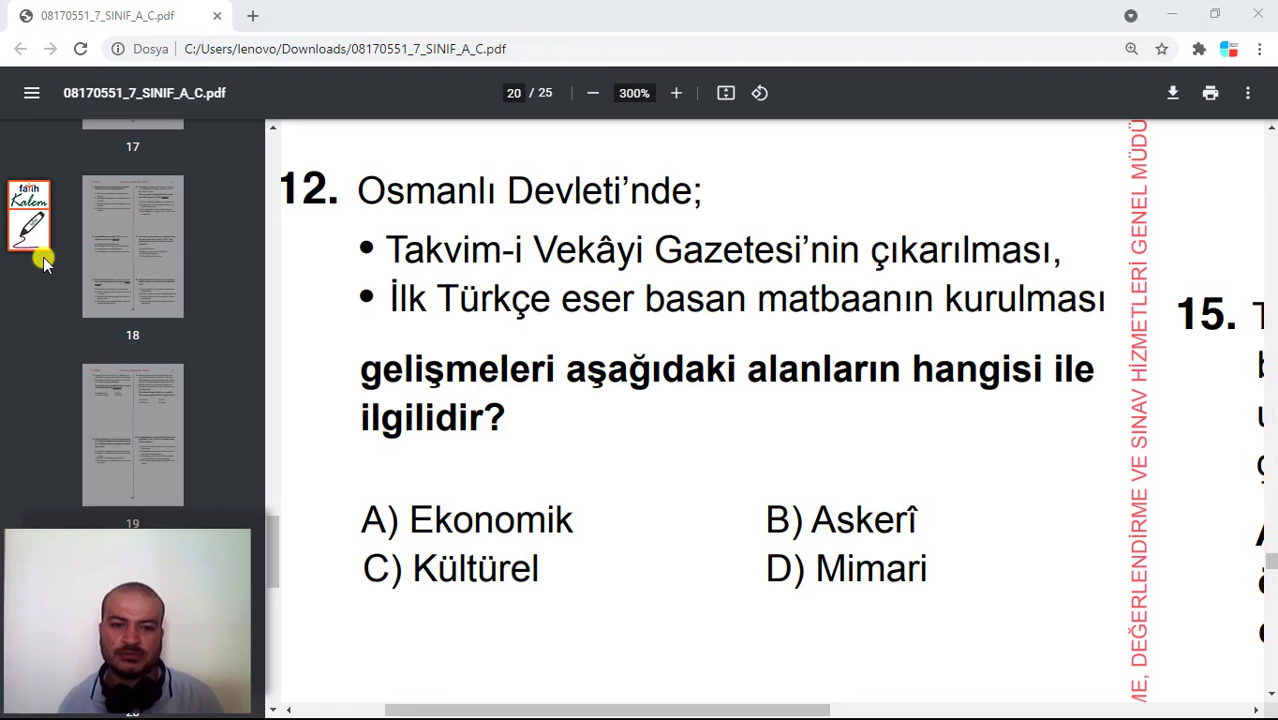 08170551_7_SINIF_A_C.pdf
Dosya
C:/Users/lenovo/Downloads/08170551_7_SINIF_A_C.pdf
08170551_7_SINIF_A_C.pdf
20 / 25
300%
17
fatih
Kalem
18
19
12. Osmanlı Devleti’nde;
• Takvim-i Vekâyi Gazetesi’nin çıkarılması,
• İlk Türkçe eser basan matbaanın kurulması
gelişmeleri aşağıdaki alanların hangisi ile
ilgilidir?
A) Ekonomik
B) Askerî
C) Kültürel
D) Mimari
DEĞERLENDİRME VE SINAV HİZMETLERİ GENEL
15.